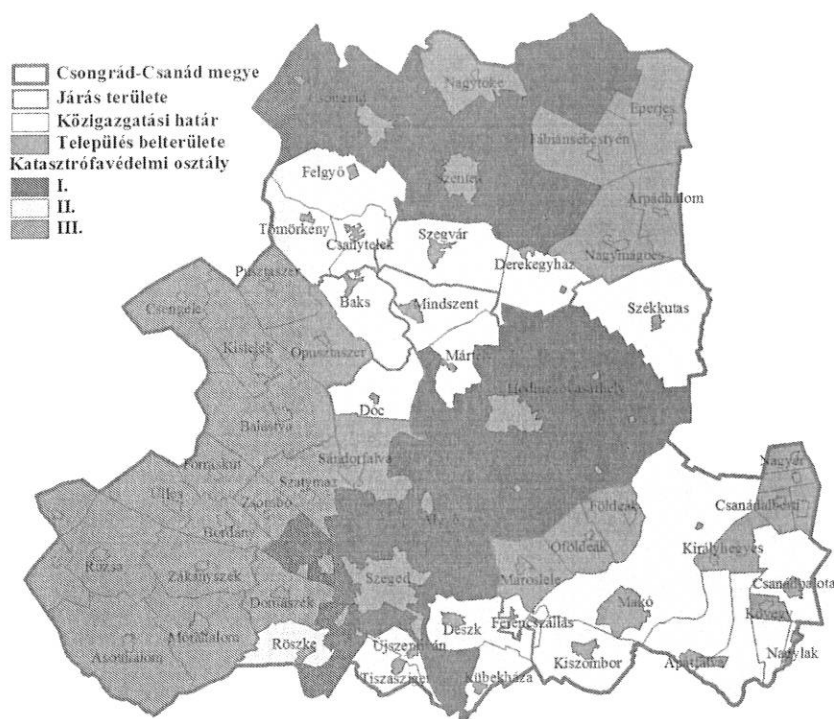 Csongrád-Csanád megye
Járás területe
Közigazgatási határ
Település belterülete
Katasztrófavédelmi osztály
I.
II.
III.
Csongrád
Nagytőke
Eperjes
Fábiánsebestyén
Felgyő
Szentes
Árpádhalom
Tömörkény
Csanytelek
Szegvár
Derekegyház
Nagymágocs
Pusztaszer
Csengele
Baks
Mindszent
Székkutas
Kistelek
Ópusztaszer
Mártély
Hódmezővásárhely
Dóc
Balástya
Sándorfalva
Forráskút
Szatymaz
Nagyér
Üllés
Zsombó
Földeák
Csanádalberti
Bordány
Óföldeák
Királyhegyes
Ruzsa
Zákányszék
Szeged
Maroslele
Csanádpalota
Domaszék
Makó
Kövegy
Mórahalom
Deszk
Ferencszállás
Ásotthalom
Röszke
Újszentiván
Kiszombor
Apátfalva
Nagylak
Tiszasziget
Kübekháza